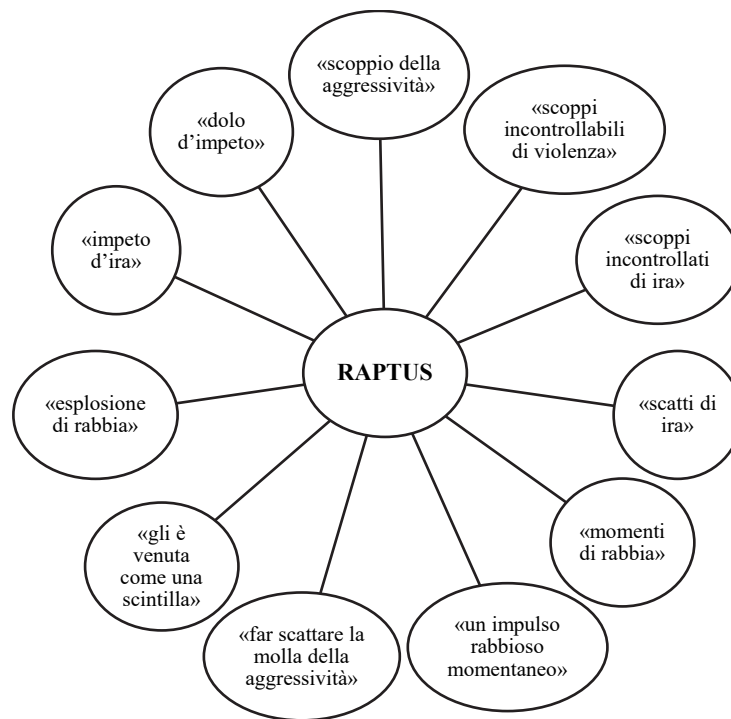 «scoppio della
aggressività»
«scoppi
incontrollabili
di violenza»
«dolo
d’impeto»
«scoppi
incontrollati
di ira»
«impeto
d’ira»
RAPTUS
«esplosione
di rabbia»
«scatti di
ira»
«momenti
di rabbia»
«gli è
venuta
come una
scintilla»
«far scattare la
molla della
aggressività»
«un impulso
rabbioso
momentaneo»